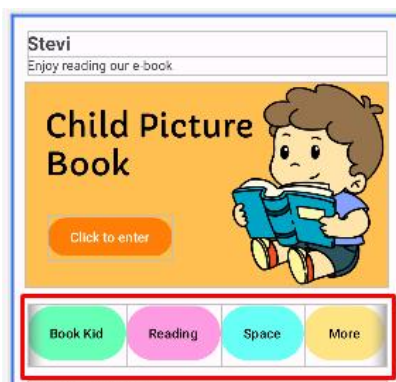 Stevi
Enjoy reading our e-book
Child Picture
Book
Click to enter
Book Kid
Reading
Space
More